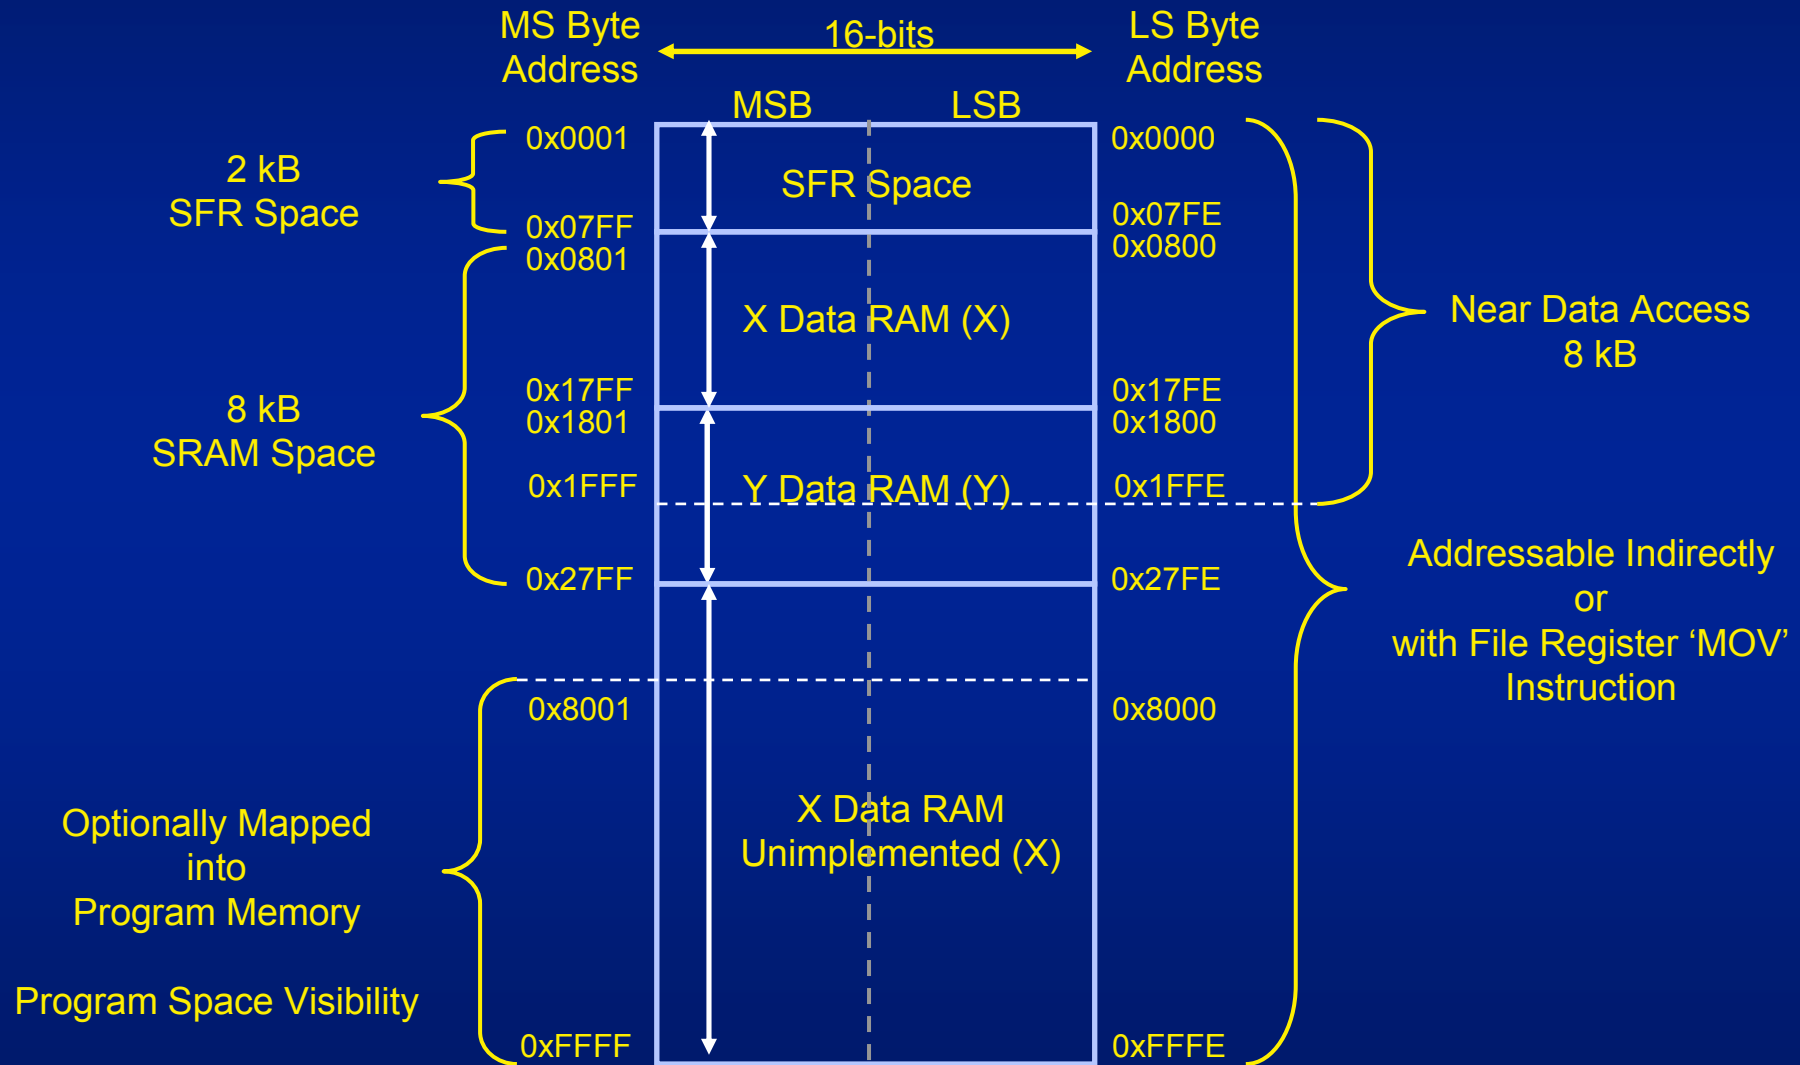 MS Byte
Address
16-bits
LS Byte
Address
MSB
LSB
0x0001
0x0000
2 kB
SFR Space
SFR Space
0x07FF
0x07FE
0x0801
0x0800
X Data RAM (X)
Near Data Access
8 kB
0x17FF
0x17FE
8 kB
SRAM Space
0x1801
0x1800
0x1FFF
Y Data RAM (Y)
0x1FFE
0x27FF
0x27FE
Addressable Indirectly
or
with File Register ‘MOV’
Instruction
0x8001
0x8000
Optionally Mapped
into
Program Memory
Program Space Visibility
X Data RAM
Unimplemented (X)
0xFFFF
0xFFFE